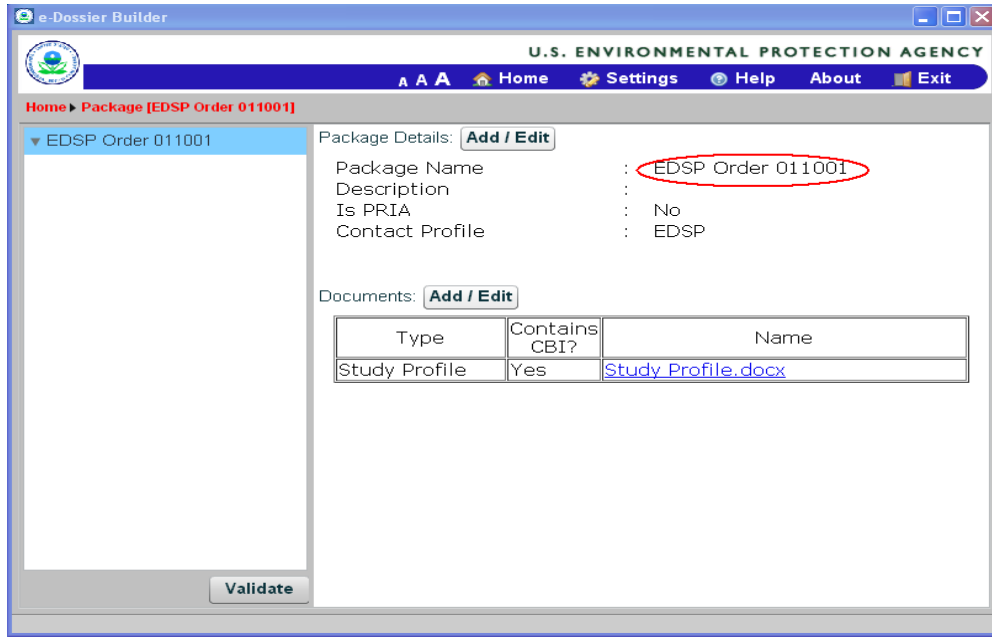 e-Dossier Builder
U.S. ENVIRONMENTAL PROTECTION AGENCY
A A A Home Settings Help About Exit
Home Package [EDSP Order 011001]
EDSP Order 011001
Package Details: Add / Edit
Package Name : EDSP Order 011001
Description :
Is PRIA : No
Contact Profile : EDSP
Documents: Add / Edit
Type Contains CBI? Name
Study Profile Yes Study Profile.docx
Validate